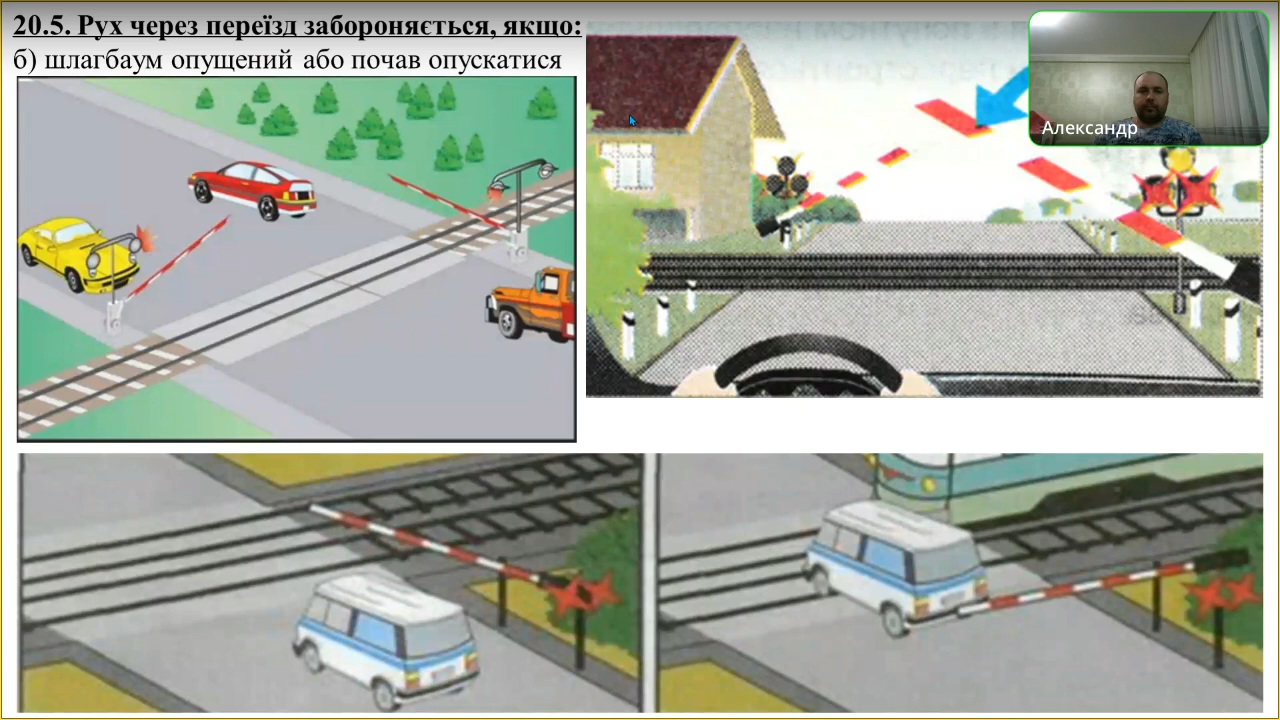 20.5. Рух через переїзд забороняється, якщо:
б) шлагбаум опущений або почав опускатися
Александр